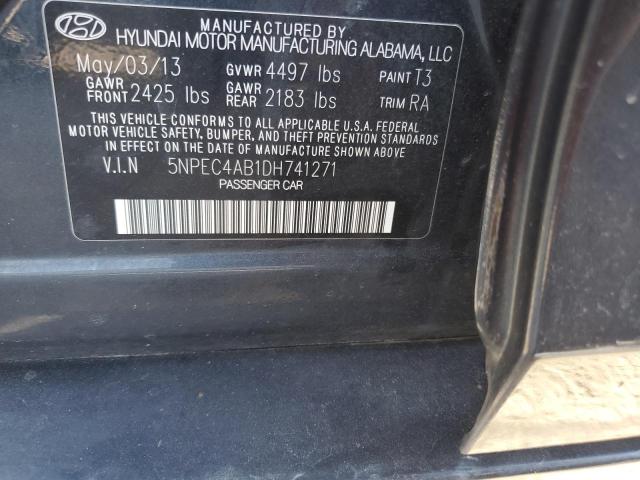 MANUFACTURED BY
HYUNDAI MOTOR MANUFACTURING ALABAMA, LLC
May/03/13 GVWR 4497 lbs PAINT T3
GAWR FRONT 2425 lbs GAWR REAR 2183 lbs TRIM RA
THIS VEHICLE CONFORMS TO ALL APPLICABLE U.S.A. FEDERAL
MOTOR VEHICLE SAFETY, BUMPER, AND THEFT PREVENTION STANDARDS
IN EFFECT ON THE DATE OF MANUFACTURE SHOWN ABOVE.
V.I.N 5NPEC4AB1DH741271
PASSENGER CAR